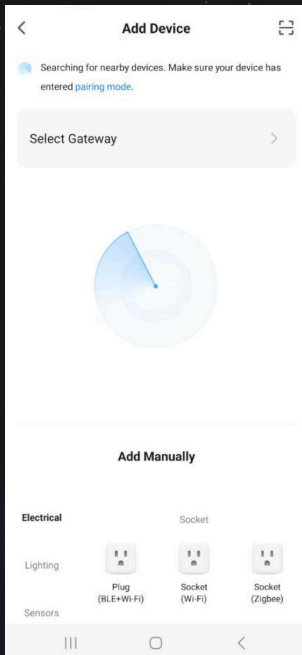 Add Device
Searching for nearby devices. Make sure your device has
entered pairing mode.
Select Gateway
Add Manually
Electrical
Socket
Lighting
Plug
(BLE+Wi-Fi)
Socket
(Wi-Fi)
Socket
(Zigbee)
Sensors